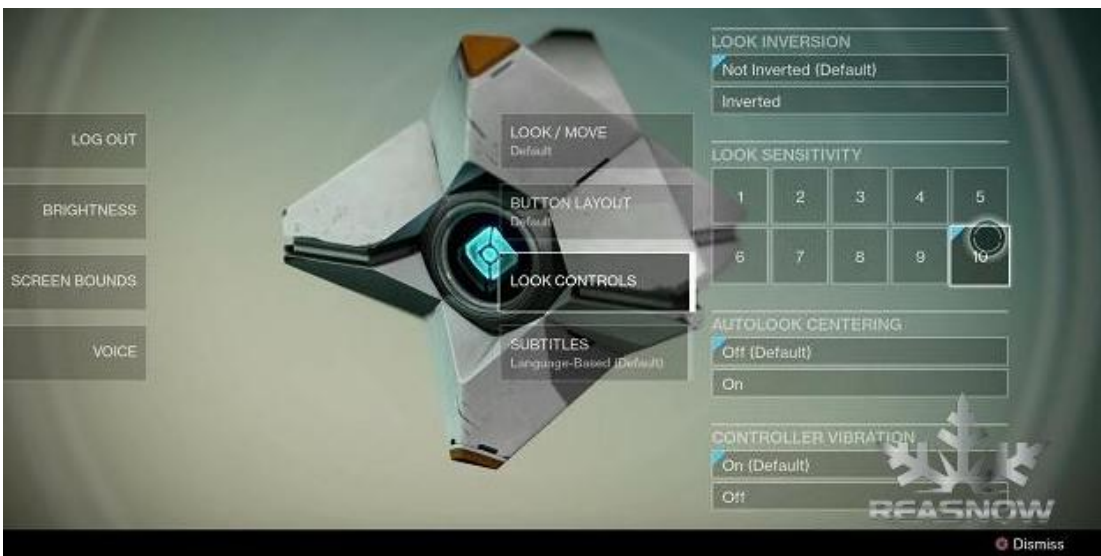 LOG OUT
BRIGHTNESS
SCREEN BOUNDS
VOICE
LOOK / MOVE
Default
BUTTON LAYOUT
Default
LOOK CONTROLS
SUBTITLES
Language-Based (Default)
LOOK INVERSION
Not Inverted (Default)
Inverted
LOOK SENSITIVITY
1 2 3 4 5
6 7 8 9 10
AUTOLOOK CENTERING
Off (Default)
On
CONTROLLER VIBRATION
On (Default)
Off
REASNOW
Dismiss